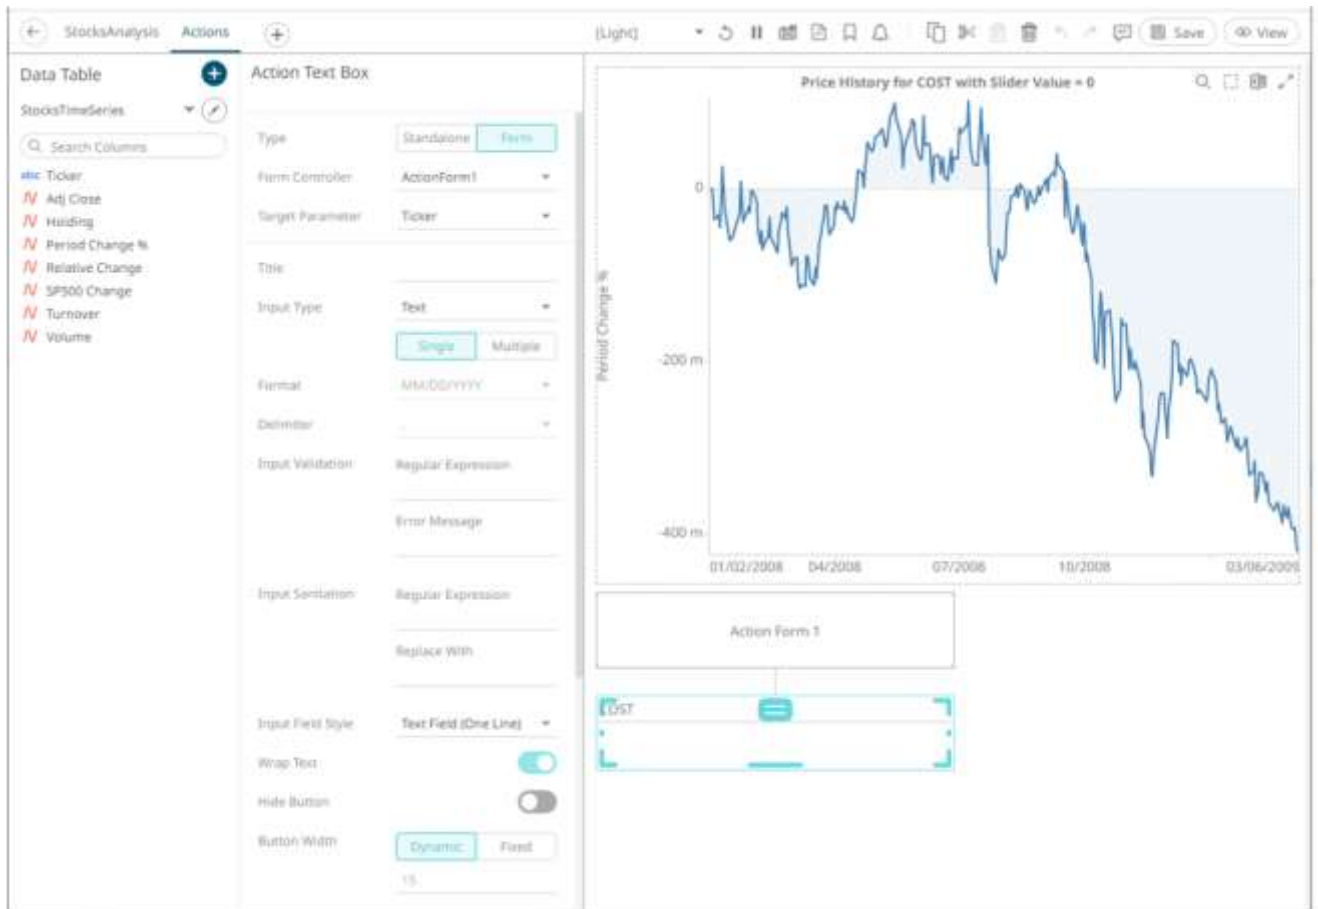 StocksAnalysis Actions
(Light)
Save View
Data Table
StocksTimeSeries
Search Columns
abc Ticker
Adj Close
Holding
Period Change %
Relative Change
SP500 Change
Turnover
Volume
Action Text Box
Type Standalone Form
Form Controller ActionForm1
Target Parameter Ticker
Title
Input Type Text
Single Multiple
Format MM/DD/YYYY
Delimiter ,
Input Validation Regular Expression
Error Message
Input Sanitation Regular Expression
Replace With
Input Field Style Text Field (One Line)
Wrap Text
Hide Button
Button Width Dynamic Fixed
15
Price History for COST with Slider Value = 0
Period Change %
0
-200 m
-400 m
01/02/2008 04/2008 07/2008 10/2008 03/06/2009
Action Form 1
COST